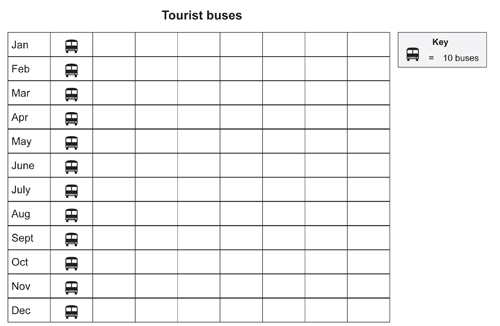 Tourist buses
Key
= 10 buses
Jan
Feb
Mar
Apr
May
June
July
Aug
Sept
Oct
Nov
Dec